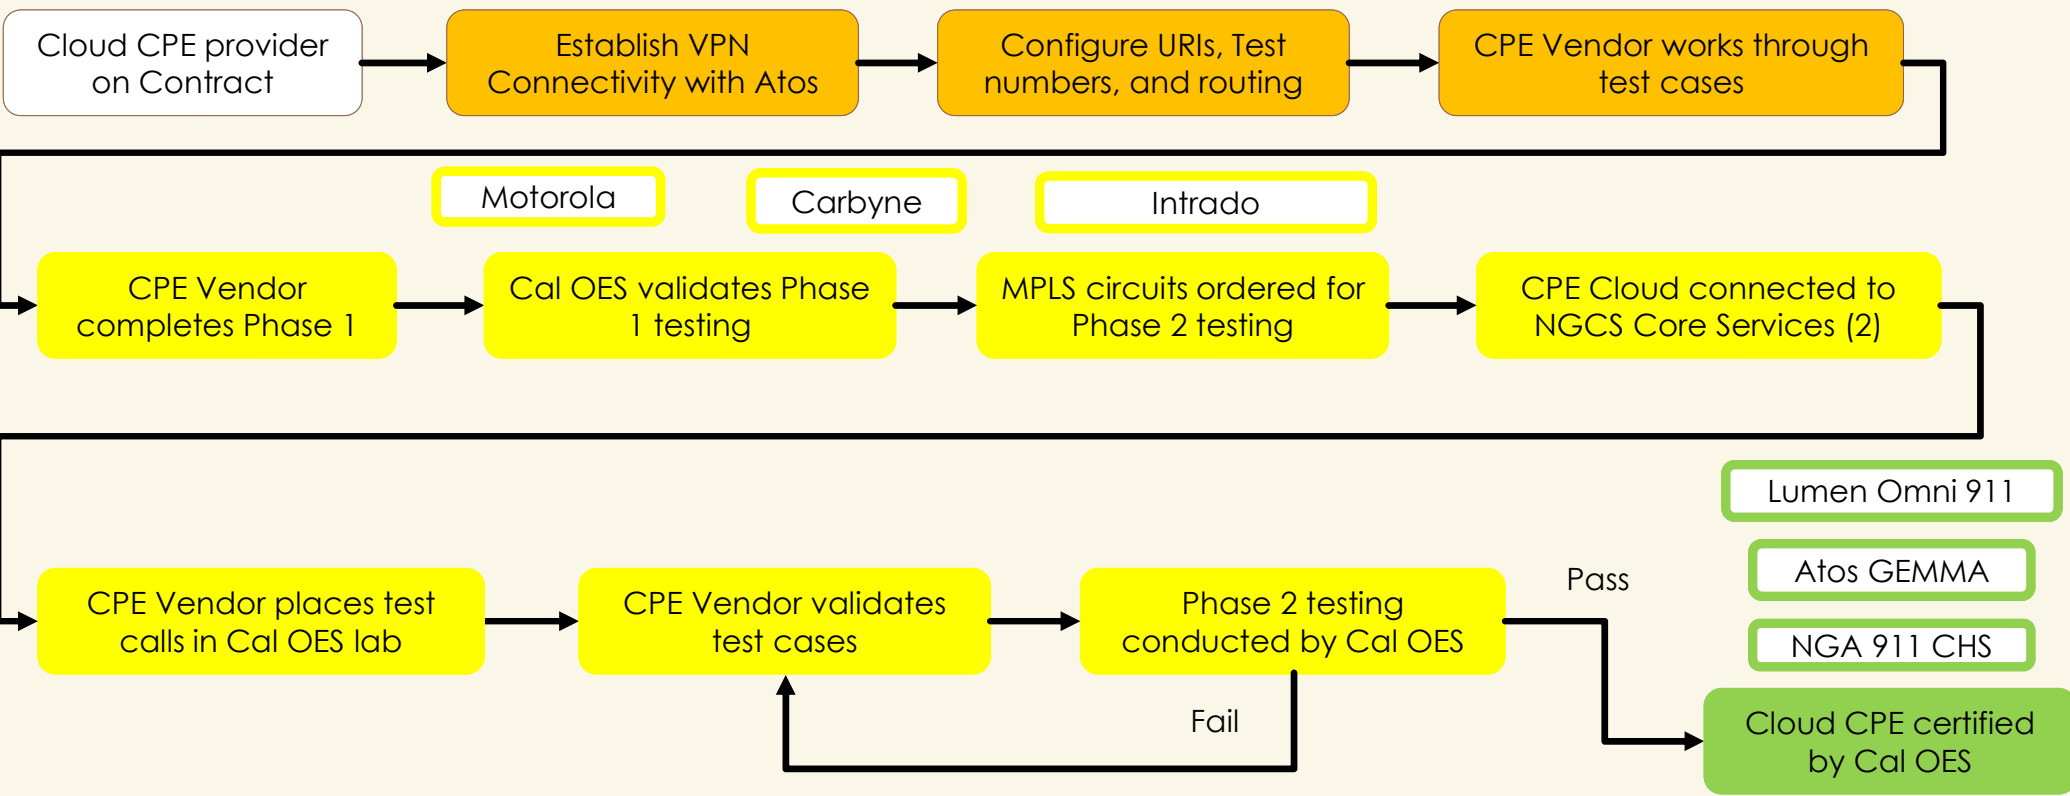 Cloud CPE provider
on Contract
Establish VPN
Connectivity with Atos
Configure URIs, Test
numbers, and routing
CPE Vendor works through
test cases
Motorola
Carbyne
Intrado
CPE Vendor
completes Phase 1
Cal OES validates Phase
1 testing
MPLS circuits ordered for
Phase 2 testing
CPE Cloud connected to
NGCS Core Services (2)
Lumen Omni 911
Atos GEMMA
NGA 911 CHS
CPE Vendor places test
calls in Cal OES lab
CPE Vendor validates
test cases
Phase 2 testing
conducted by Cal OES
Pass
Fail
Cloud CPE certified
by Cal OES